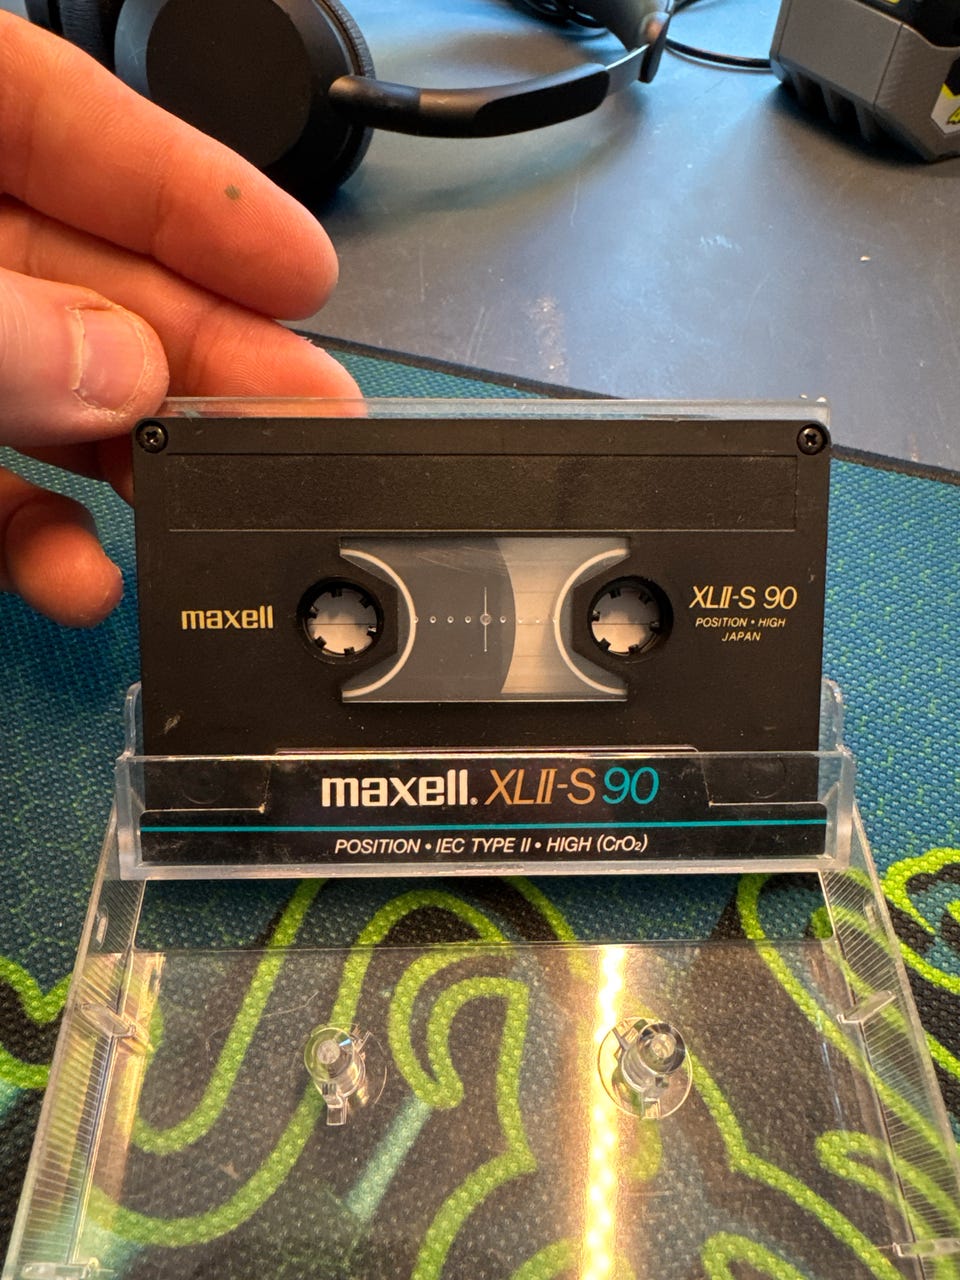 maxell
XLII-S 90
POSITION • HIGH
JAPAN
maxell. XLII-S 90
POSITION • IEC TYPE II • HIGH (CrO₂)